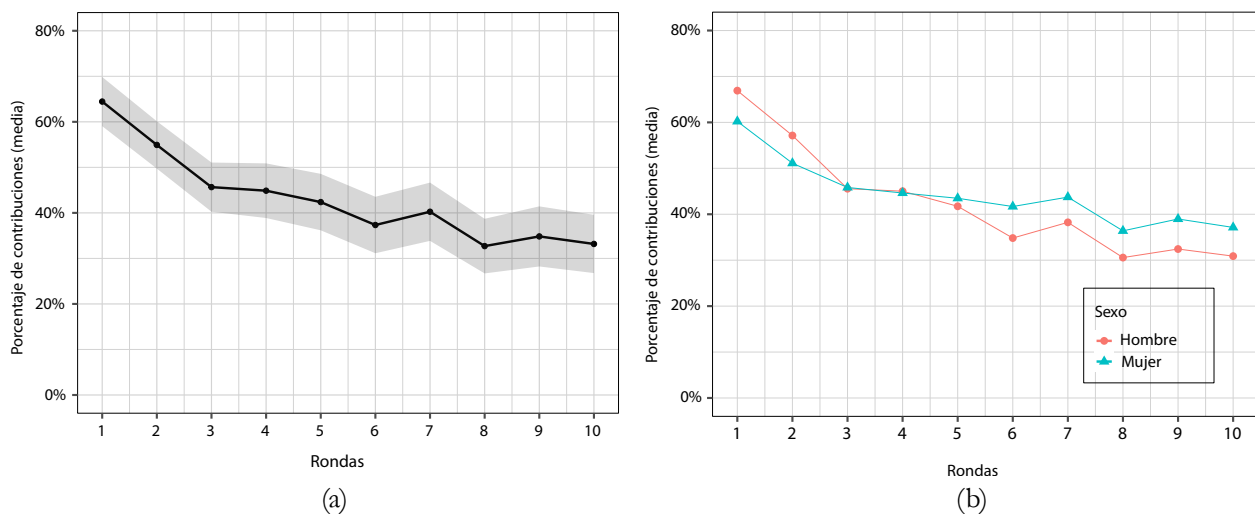 Porcentaje de contribuciones (media)
80%
60%
40%
20%
0%
1 2 3 4 5 6 7 8 9 10
Rondas
(a)
Porcentaje de contribuciones (media)
80%
60%
40%
20%
0%
Sexo
Hombre
Mujer
1 2 3 4 5 6 7 8 9 10
Rondas
(b)